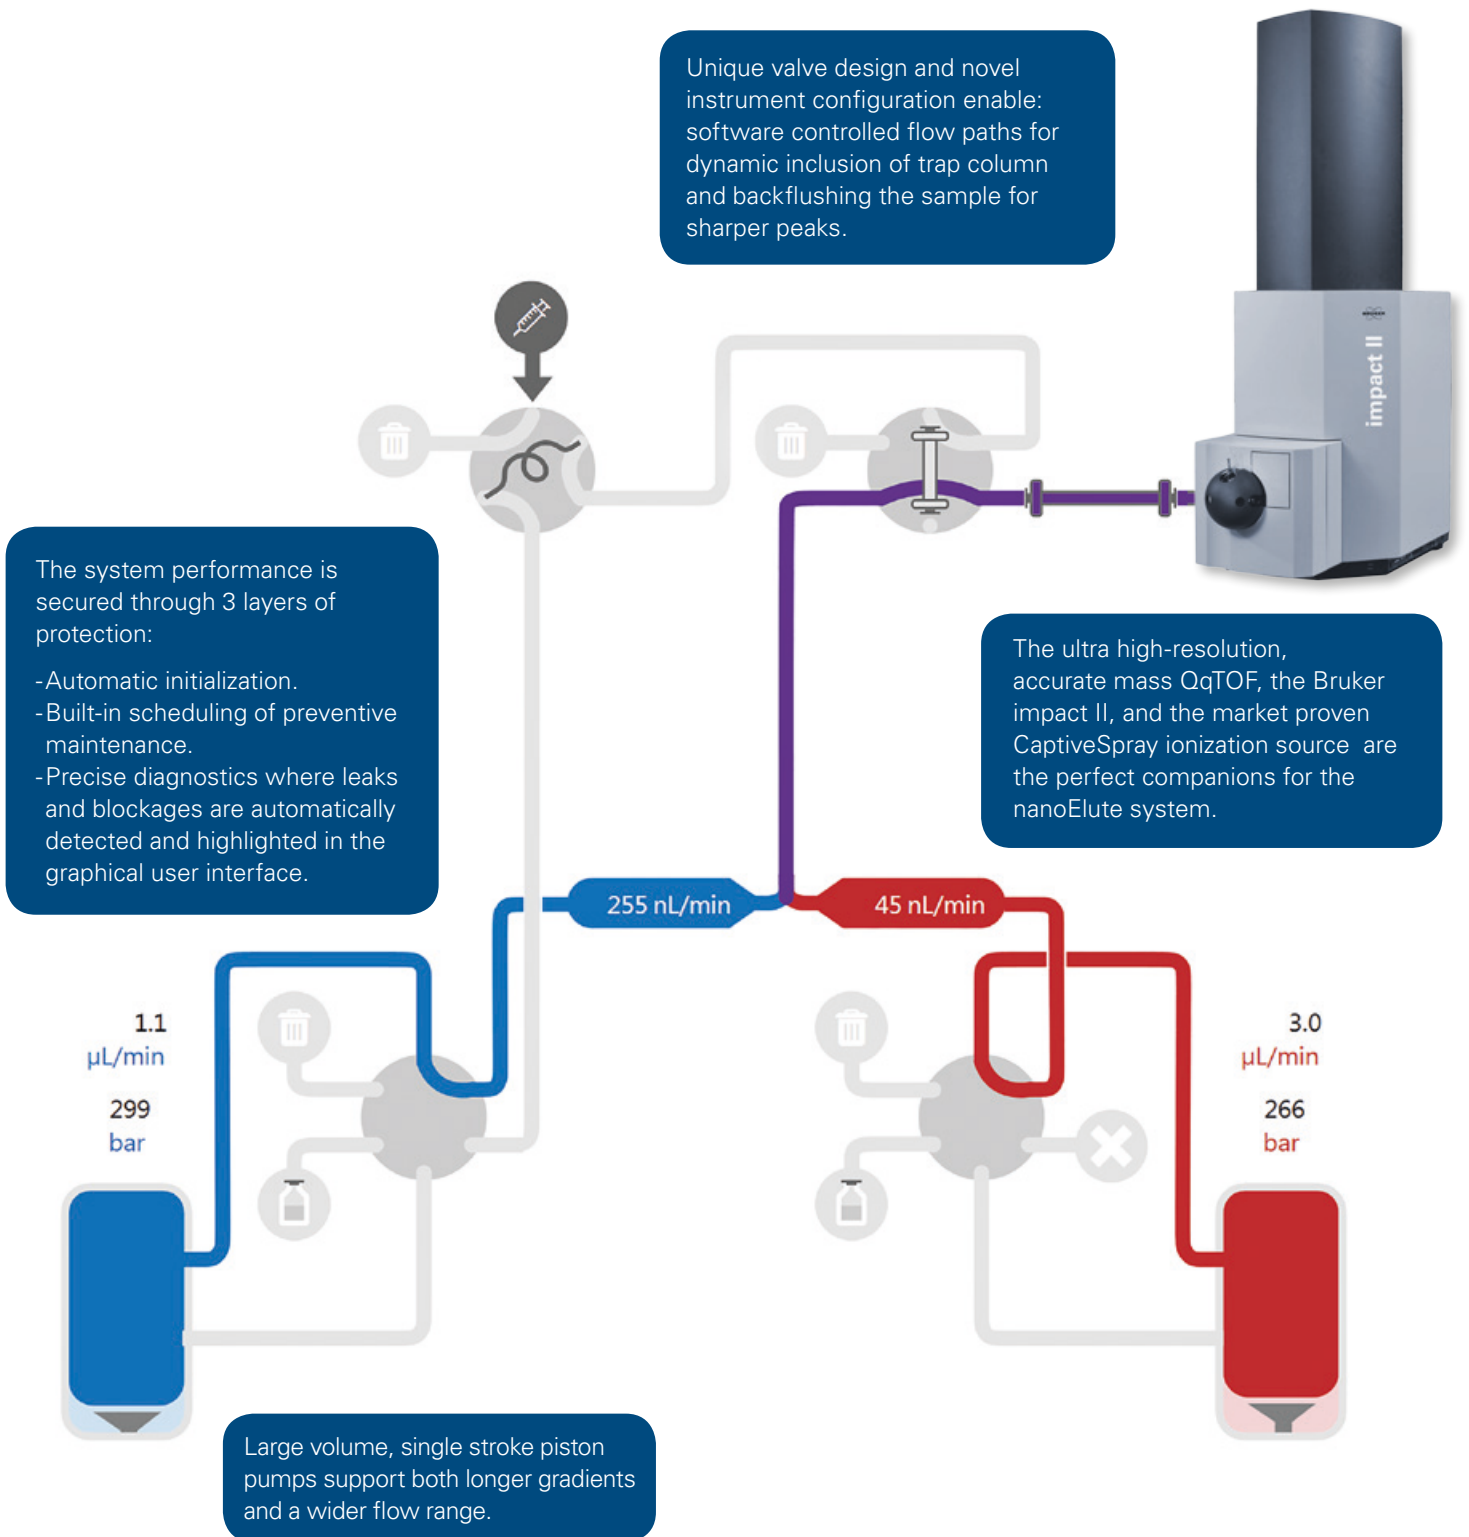 Unique valve design and novel
instrument configuration enable:
software controlled flow paths for
dynamic inclusion of trap column
and backflushing the sample for
sharper peaks.
BRUKER
impact II
The system performance is
secured through 3 layers of
protection:
-Automatic initialization.
-Built-in scheduling of preventive
maintenance.
-Precise diagnostics where leaks
and blockages are automatically
detected and highlighted in the
graphical user interface.
The ultra high-resolution,
accurate mass QqTOF, the Bruker
impact II, and the market proven
CaptiveSpray ionization source are
the perfect companions for the
nanoElute system.
255 nL/min
45 nL/min
1.1
µL/min
299
bar
3.0
µL/min
266
bar
Large volume, single stroke piston
pumps support both longer gradients
and a wider flow range.